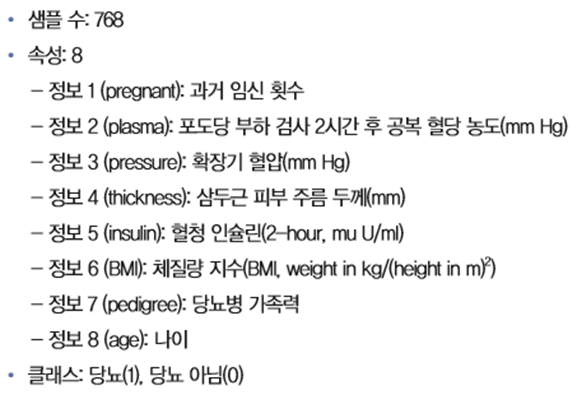 • 샘플 수: 768
• 속성: 8
– 정보 1 (pregnant): 과거 임신 횟수
– 정보 2 (plasma): 포도당 부하 검사 2시간 후 공복 혈당 농도(mm Hg)
– 정보 3 (pressure): 확장기 혈압(mm Hg)
– 정보 4 (thickness): 삼두근 피부 주름 두께(mm)
– 정보 5 (insulin): 혈청 인슐린(2-hour, mu U/ml)
– 정보 6 (BMI): 체질량 지수(BMI, weight in kg/(height in m)²)
– 정보 7 (pedigree): 당뇨병 가족력
– 정보 8 (age): 나이
• 클래스: 당뇨(1), 당뇨 아님(0)